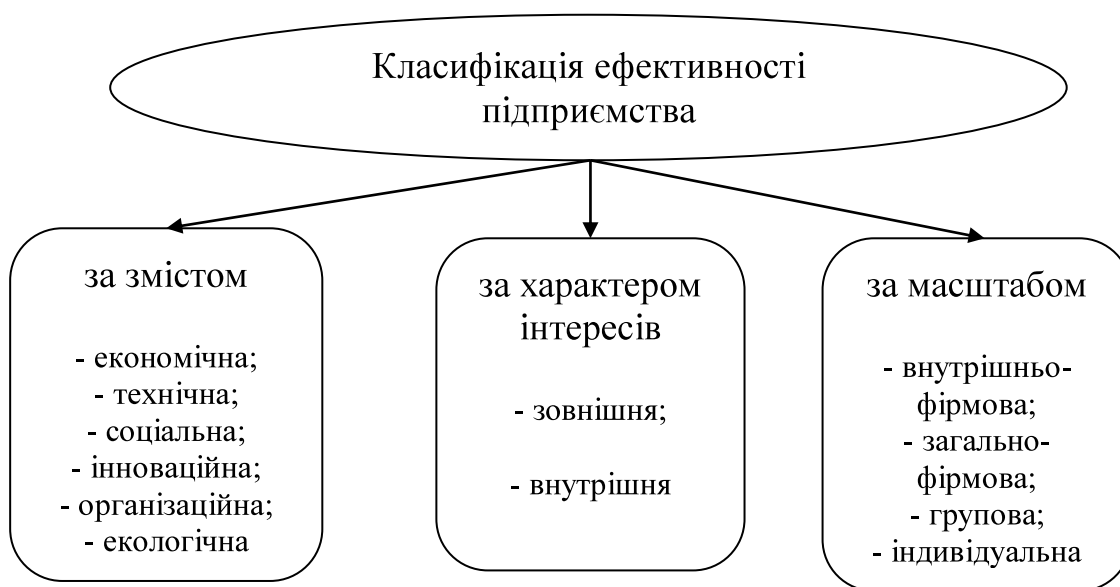 Класифікація ефективності
підприємства
за змістом
- економічна;
- технічна;
- соціальна;
- інноваційна;
- організаційна;
- екологічна
за характером
інтересів
- зовнішня;
- внутрішня
за масштабом
- внутрішньо-
фірмова;
- загально-
фірмова;
- групова;
- індивідуальна